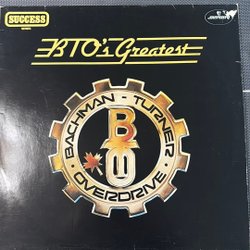 SUCCESS
BTO's Greatest
BACHMAN - TURNER
OVERDRIVE
B